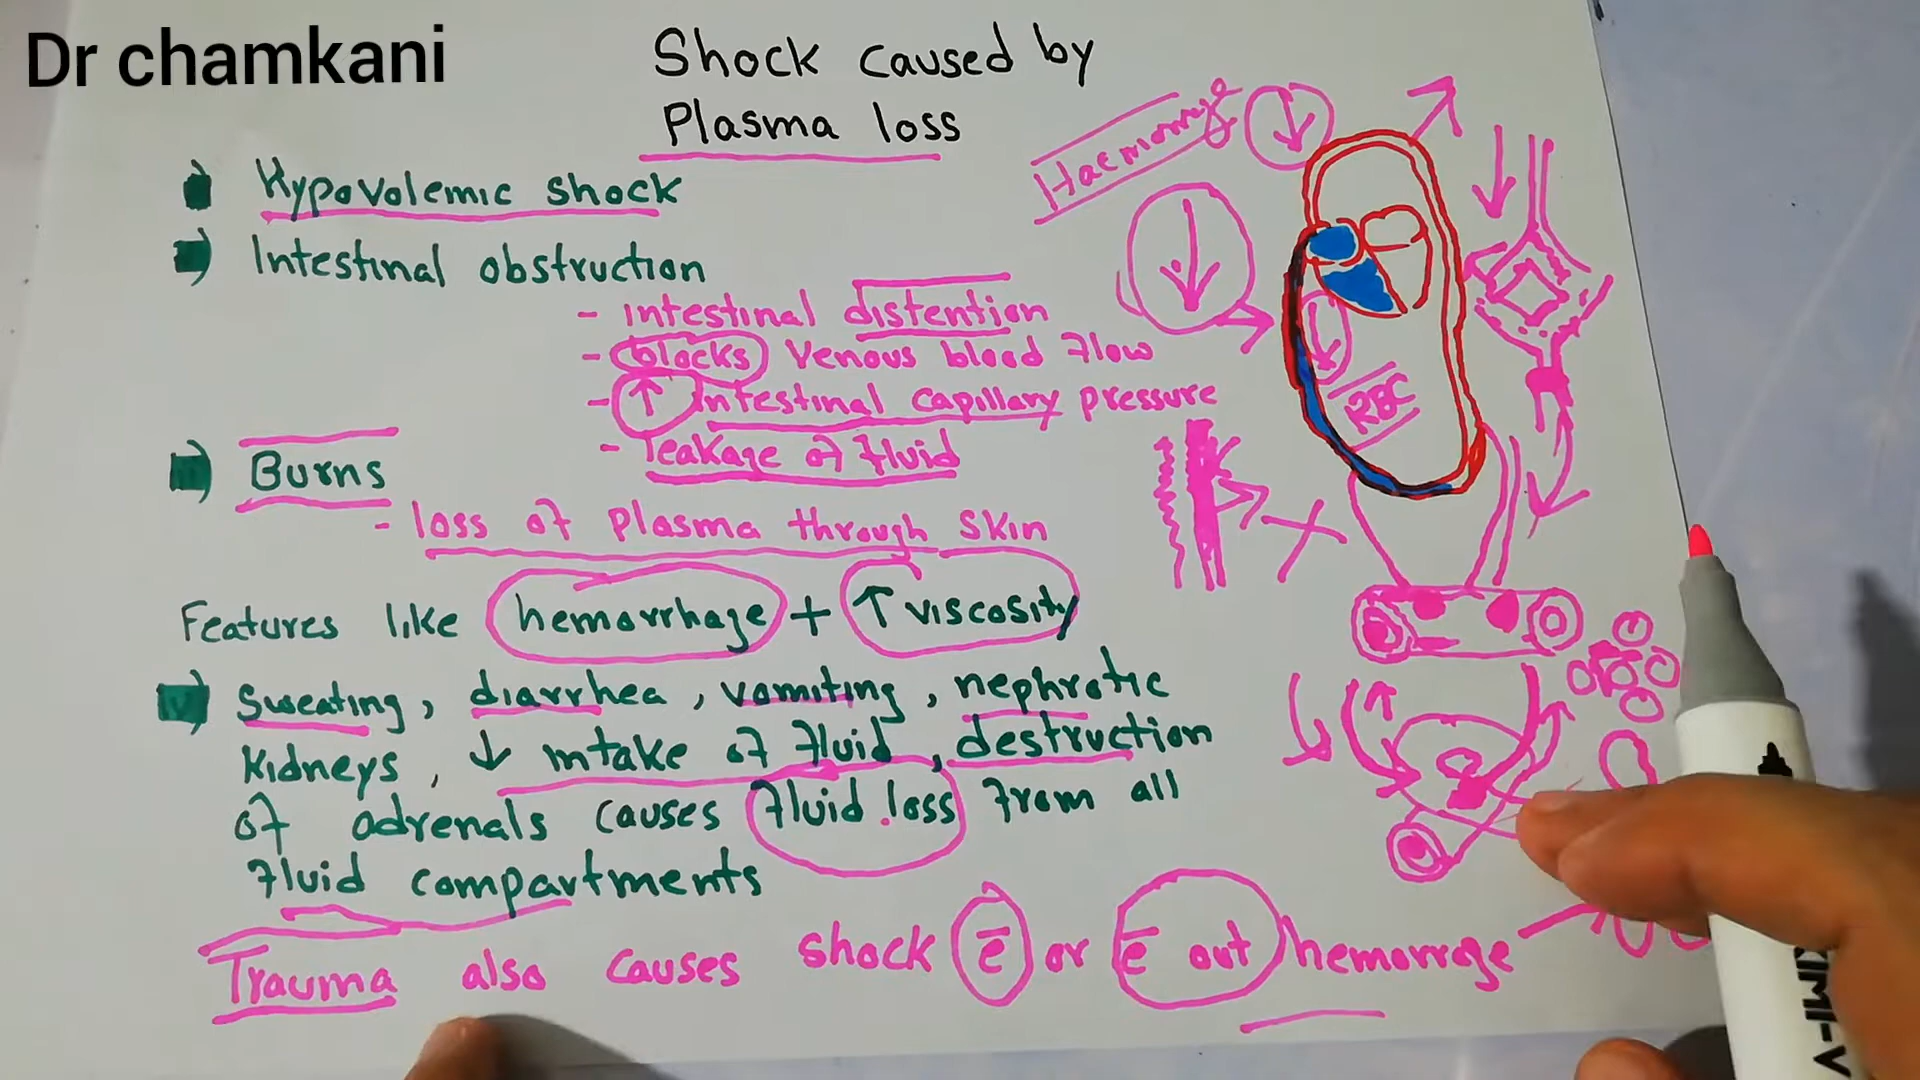 Dr chamkani
Shock caused by
Plasma loss
Haemorrage
Hypovolemic shock
Intestinal obstruction
- Intestinal distention
- blocks venous blood flow
- ↑ Intestinal capillary pressure
- leakage of fluid
RBC
Burns
- loss of plasma through skin
Features like hemorrhage + ↑ viscosity
Sweating, diarrhea, vomiting, nephrotic
kidneys, ↓ intake of fluid, destruction
of adrenals causes fluid loss from all
fluid compartments
Trauma also causes shock e̅ or e̅ out hemorrage
KIMI-V